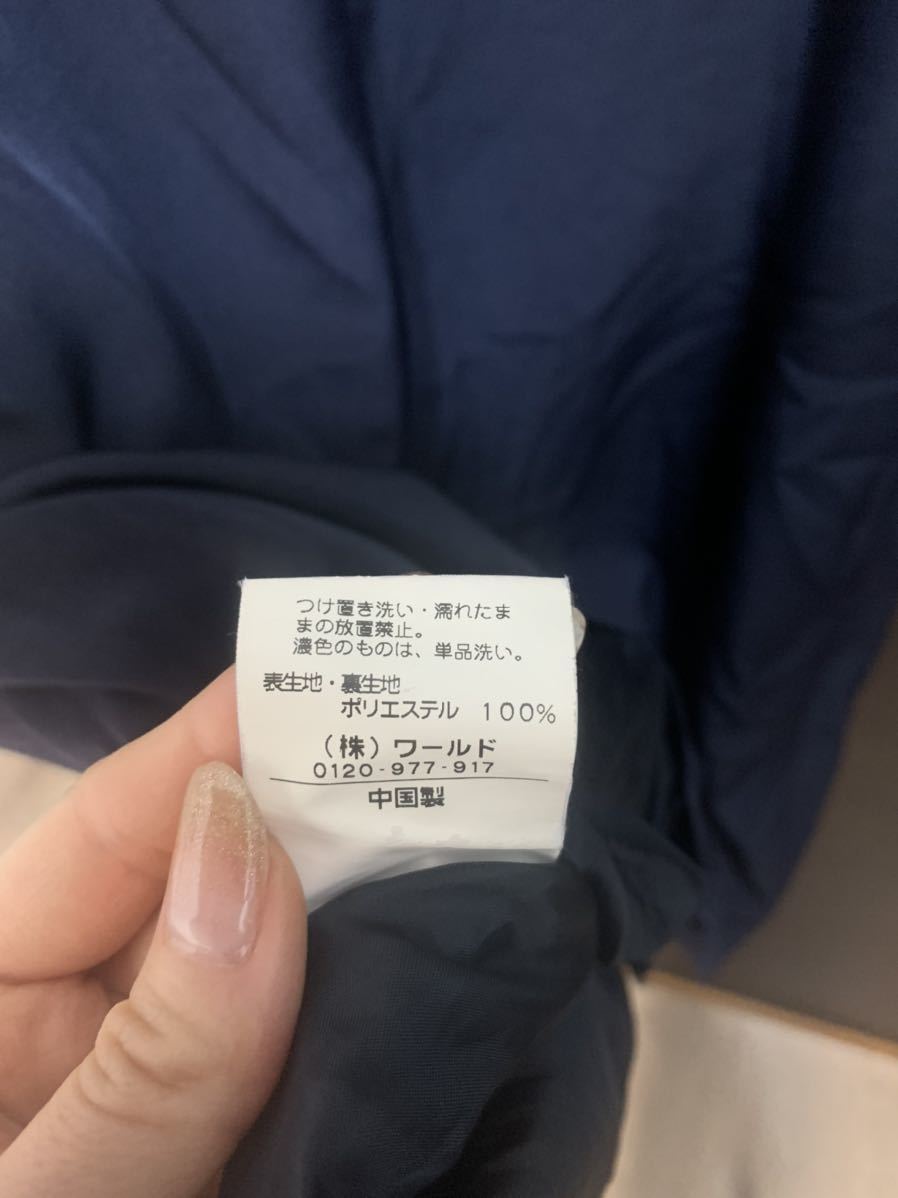 つけ置き洗い・濡れたま
まの放置禁止。
濃色のものは、単品洗い。
表生地・裏生地
ポリエステル 100%
(株)ワールド
0120-977-917
中国製